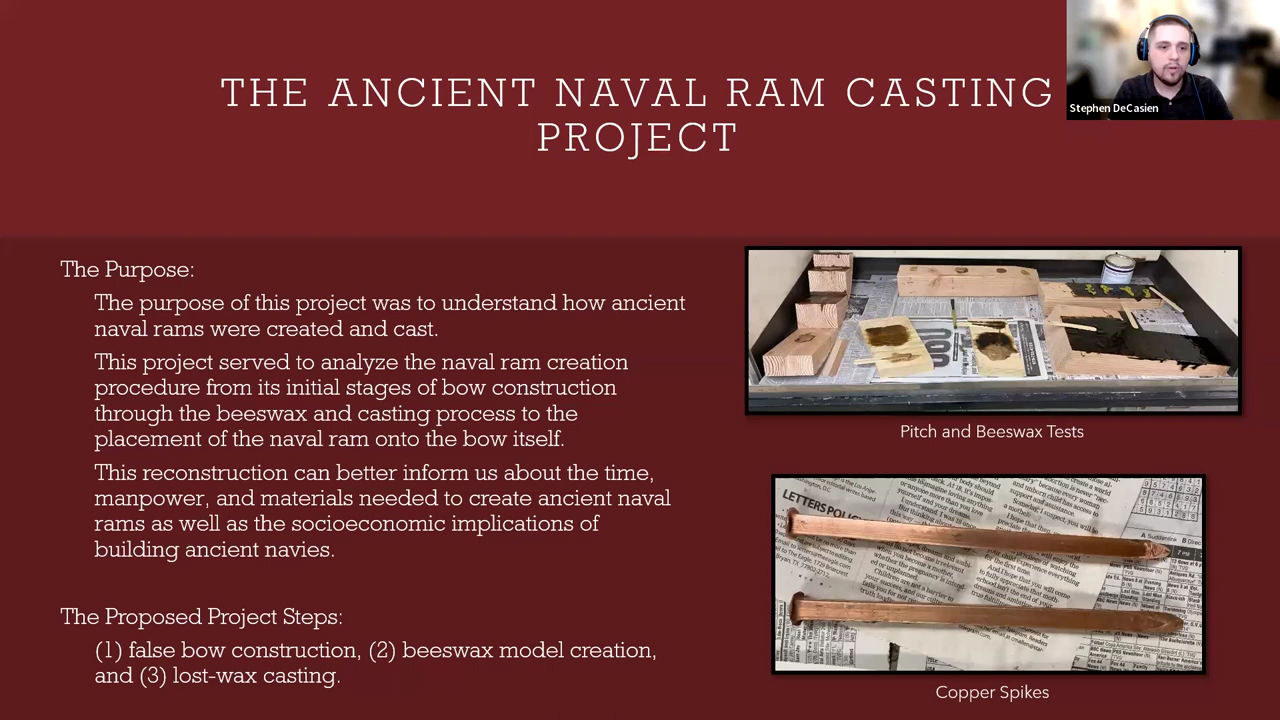 THE ANCIENT NAVAL RAM CASTING
PROJECT
Stephen DeCasien
The Purpose:
The purpose of this project was to understand how ancient
naval rams were created and cast.
This project served to analyze the naval ram creation
procedure from its initial stages of bow construction
through the beeswax and casting process to the
placement of the naval ram onto the bow itself.
This reconstruction can better inform us about the time,
manpower, and materials needed to create ancient naval
rams as well as the socioeconomic implications of
building ancient navies.
The Proposed Project Steps:
(1) false bow construction, (2) beeswax model creation,
and (3) lost-wax casting.
Pitch and Beeswax Tests
LETTERS POLI
Copper Spikes